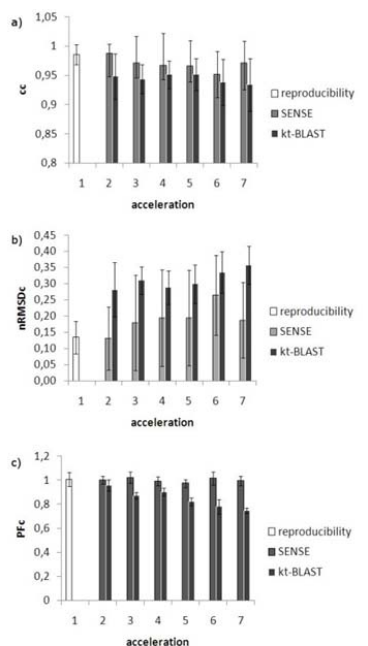 a)
1,05
1
0,95
0,9
0,85
0,8
cc
1 2 3 4 5 6 7
acceleration
reproducibility
SENSE
kt-BLAST
b)
0,45
0,40
0,35
0,30
0,25
0,20
0,15
0,10
0,05
0,00
nRMSDc
1 2 3 4 5 6 7
acceleration
reproducibility
SENSE
kt-BLAST
c)
1,2
1
0,8
0,6
0,4
0,2
0
PFc
1 2 3 4 5 6 7
acceleration
reproducibility
SENSE
kt-BLAST